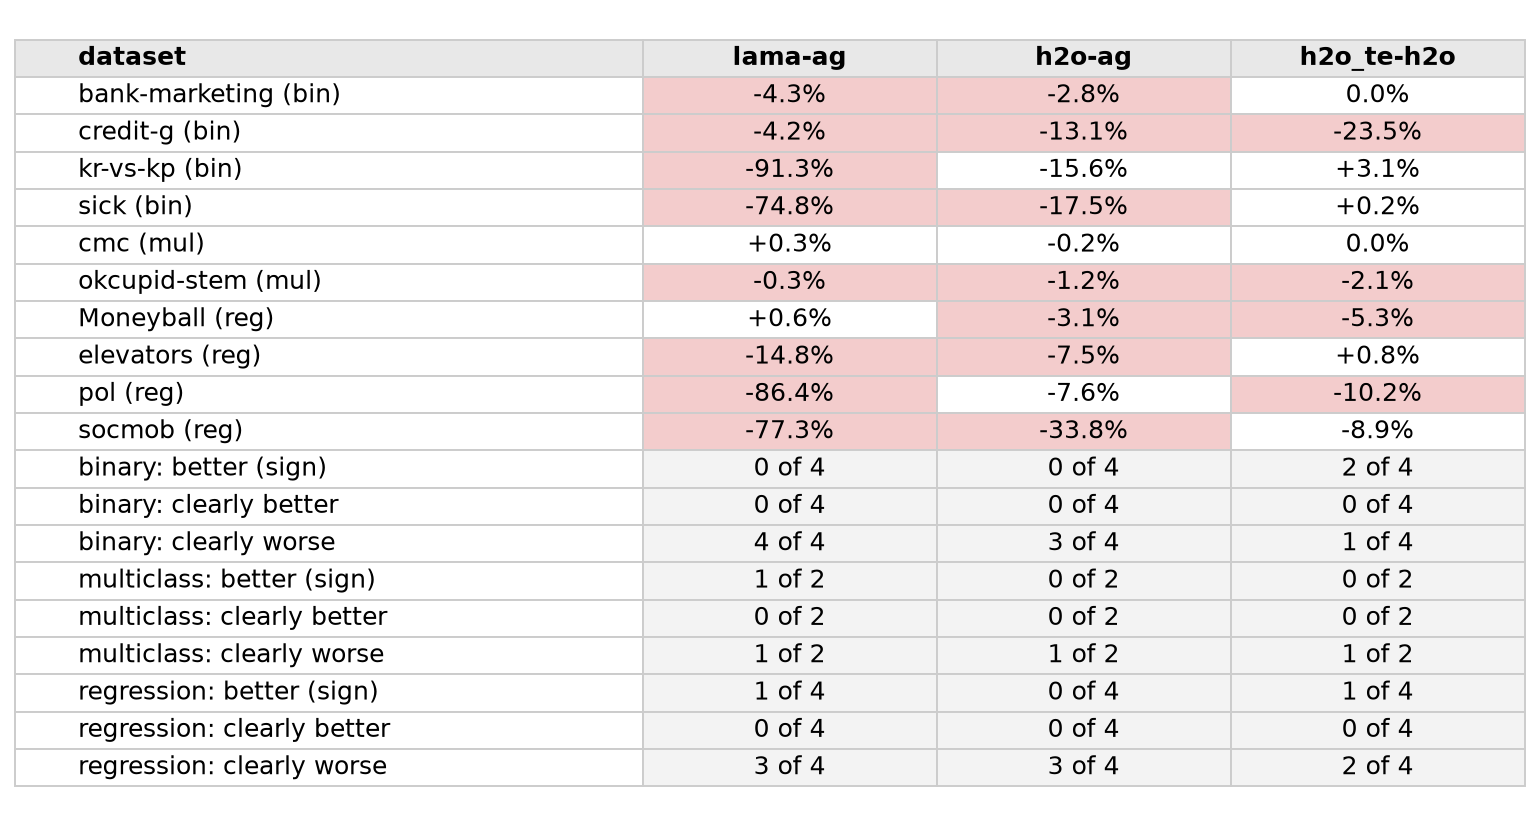 dataset lama-ag h2o-ag h2o_te-h2o
bank-marketing (bin) -4.3% -2.8% 0.0%
credit-g (bin) -4.2% -13.1% -23.5%
kr-vs-kp (bin) -91.3% -15.6% +3.1%
sick (bin) -74.8% -17.5% +0.2%
cmc (mul) +0.3% -0.2% 0.0%
okcupid-stem (mul) -0.3% -1.2% -2.1%
Moneyball (reg) +0.6% -3.1% -5.3%
elevators (reg) -14.8% -7.5% +0.8%
pol (reg) -86.4% -7.6% -10.2%
socmob (reg) -77.3% -33.8% -8.9%
binary: better (sign) 0 of 4 0 of 4 2 of 4
binary: clearly better 0 of 4 0 of 4 0 of 4
binary: clearly worse 4 of 4 3 of 4 1 of 4
multiclass: better (sign) 1 of 2 0 of 2 0 of 2
multiclass: clearly better 0 of 2 0 of 2 0 of 2
multiclass: clearly worse 1 of 2 1 of 2 1 of 2
regression: better (sign) 1 of 4 0 of 4 1 of 4
regression: clearly better 0 of 4 0 of 4 0 of 4
regression: clearly worse 3 of 4 3 of 4 2 of 4